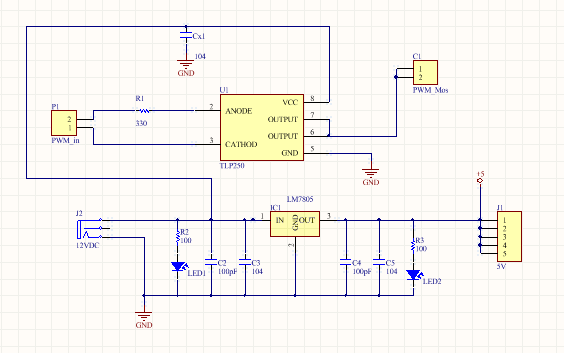 Cx1
104
GND
C1
1
2
PWM_Mos
U1
P1
2
1
PWM_in
R1
330
2
3
ANODE
CATHOD
VCC
OUTPUT
OUTPUT
GND
8
7
6
5
TLP250
GND
+5
J2
12VDC
LM7805
IC1
1
IN
GND
OUT
3
2
R2
100
LED1
C2
100pF
C3
104
C4
100pF
C5
104
R3
100
LED2
J1
1
2
3
4
5
5V
GND